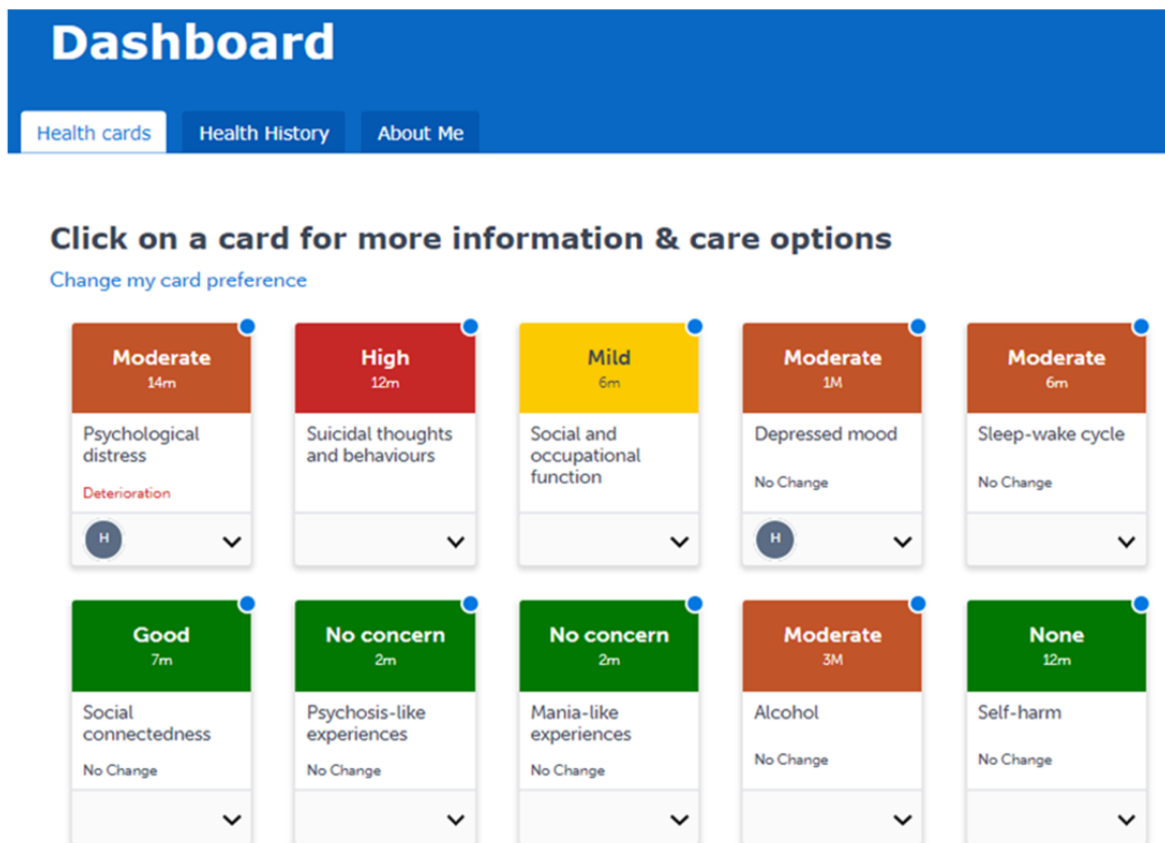 Dashboard
Health cards Health History About Me
Click on a card for more information & care options
Change my card preference
Moderate
14m
Psychological
distress
Deterioration
H
High
12m
Suicidal thoughts
and behaviours
Mild
6m
Social and
occupational
function
Moderate
1M
Depressed mood
No Change
H
Moderate
6m
Sleep-wake cycle
No Change
Good
7m
Social
connectedness
No Change
No concern
2m
Psychosis-like
experiences
No Change
No concern
2m
Mania-like
experiences
No Change
Moderate
3M
Alcohol
No Change
None
12m
Self-harm
No Change